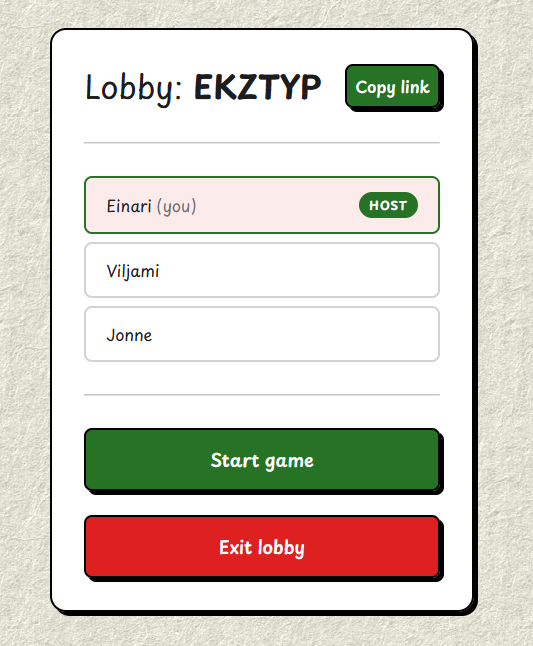 Lobby: EKZTYP Copy link
Einari (you) HOST
Viljami
Jonne
Start game
Exit lobby